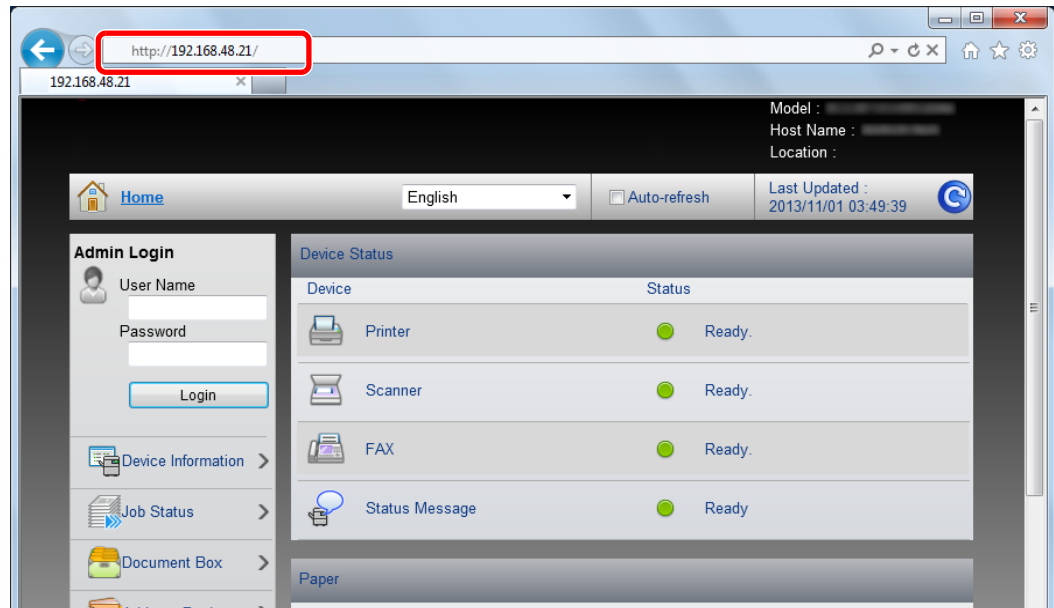 http://192.168.48.21/
192.168.48.21
Model :
Host Name :
Location :
Home
English
Auto-refresh
Last Updated :
2013/11/01 03:49:39
Admin Login
User Name
Password
Login
Device Information
Job Status
Document Box
Device Status
Device Status
Printer Ready.
Scanner Ready.
FAX Ready.
Status Message Ready
Paper